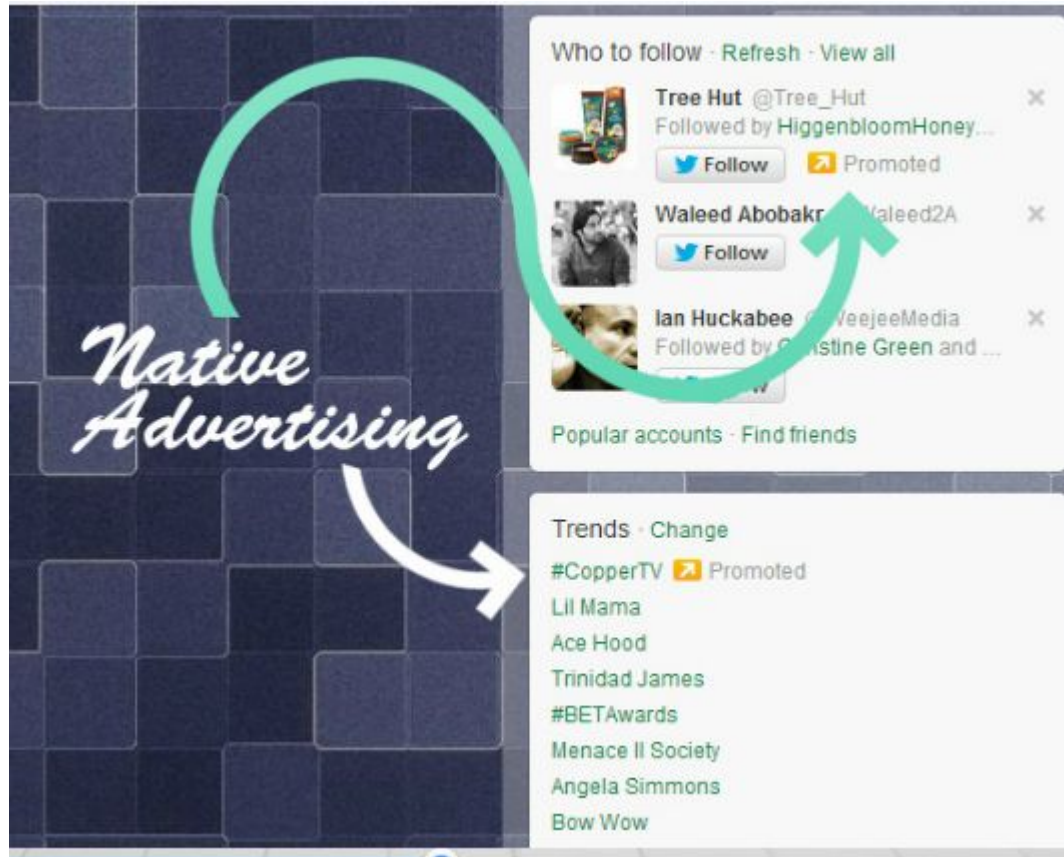 Who to follow · Refresh · View all
Tree Hut @Tree_Hut
Followed by HiggenbloomHoney...
Follow Promoted
Waleed Abobakr
Follow
Ian Huckabee
Followed by Green and ...
Popular accounts · Find friends
Native
Advertising
Trends · Change
#CopperTV Promoted
Lil Mama
Ace Hood
Trinidad James
#BETAwards
Menace II Society
Angela Simmons
Bow Wow